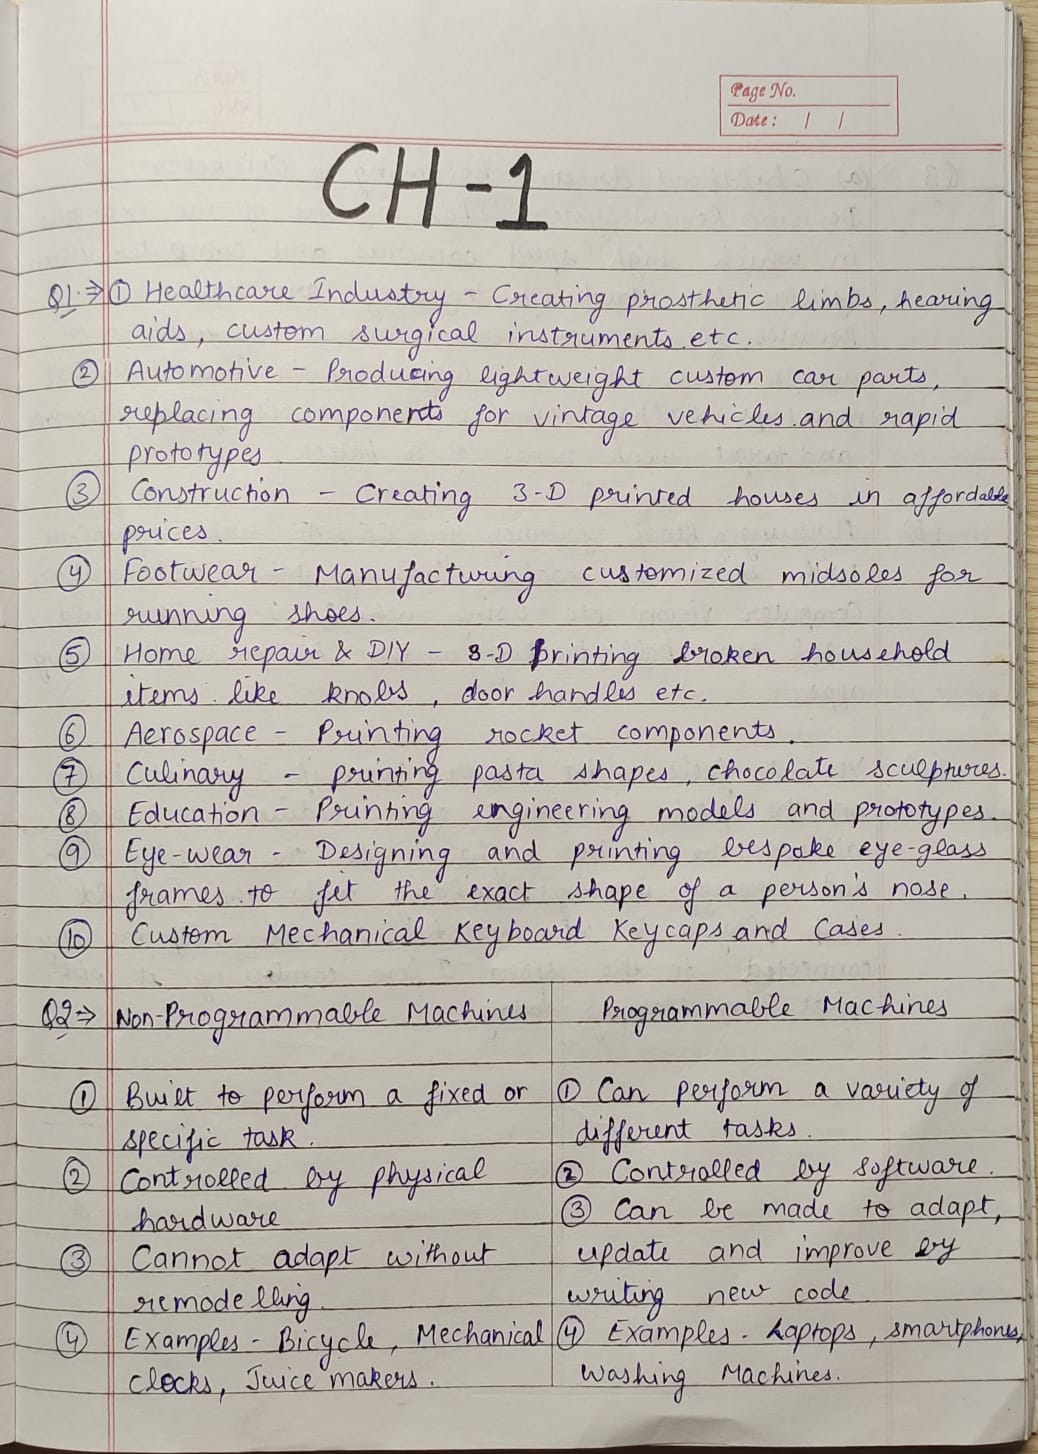 Page No.
Date: / /
CH-1
Q1.⇒ ① Healthcare Industry - Creating prosthetic limbs, hearing
aids, custom surgical instruments etc.
② Automotive - Producing lightweight custom car parts,
replacing components for vintage vehicles and rapid
prototypes
③ Construction - Creating 3-D printed houses in affordable
prices.
④ Footwear - Manufacturing customized midsoles for
running shoes.
⑤ Home repair & DIY - 3-D printing broken household
items like knobs, door handles etc.
⑥ Aerospace - Printing rocket components.
⑦ Culinary - printing pasta shapes, chocolate sculptures.
⑧ Education - Printing engineering models and prototypes.
⑨ Eye-wear - Designing and printing bespoke eye-glass
frames to fit the exact shape of a person's nose.
⑩ Custom Mechanical Keyboard Keycaps and Cases.
Q2⇒ Non-Programmable Machines Programmable Machines
① Built to perform a fixed or ① Can perform a variety of
specific task. different tasks.
② Controlled by physical ② Controlled by software.
hardware ③ Can be made to adapt,
③ Cannot adapt without update and improve by
remodelling. writing new code
④ Examples - Bicycle, Mechanical ④ Examples - Laptops, smartphones,
clocks, Juice makers. Washing Machines.